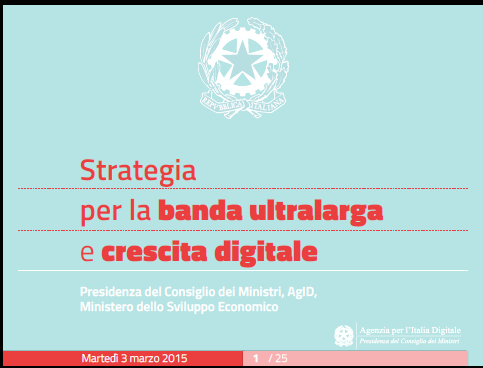 REPVBBLICA ITALIANA
Strategia
per la banda ultralarga
e crescita digitale
Presidenza del Consiglio dei Ministri, AgID,
Ministero dello Sviluppo Economico
Agenzia per l'Italia Digitale
Presidenza del Consiglio dei Ministri
Martedì 3 marzo 2015
1 / 25